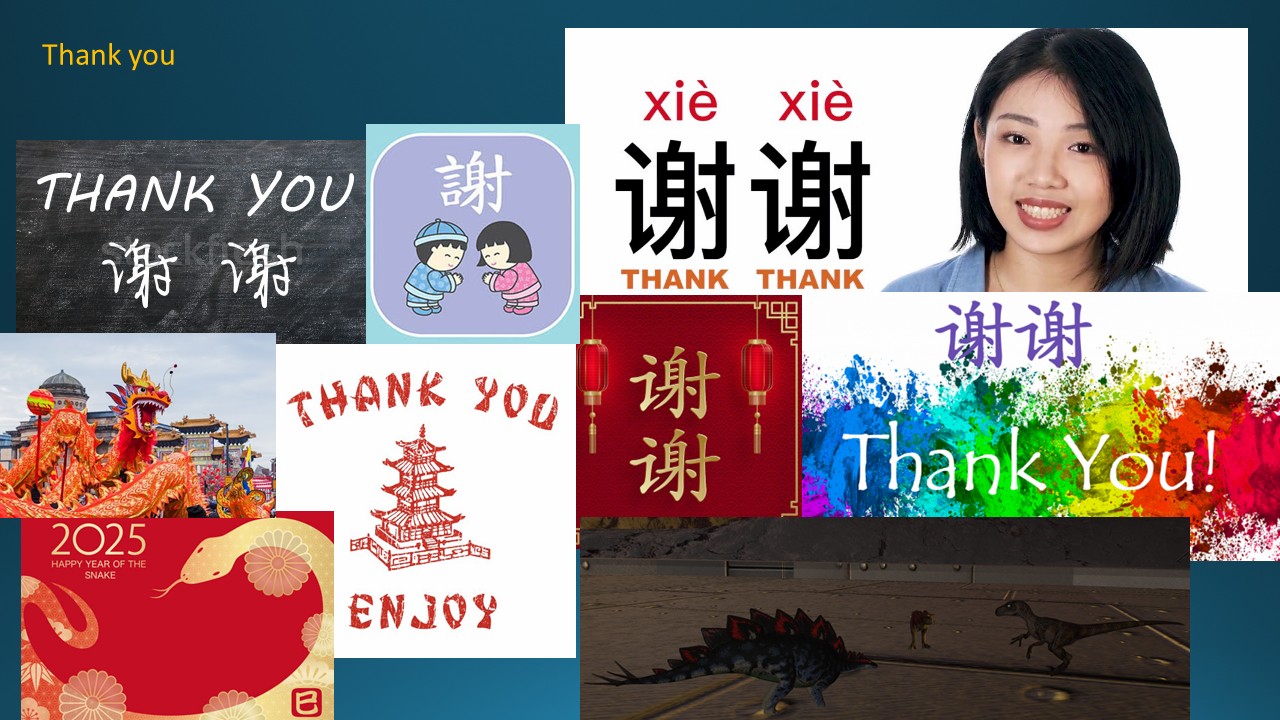 Thank you
xiè xiè
谢谢
THANK THANK
THANK YOU
谢 谢
謝
谢
谢
谢谢
Thank You!
THANK YOU
ENJOY
2025
HAPPY YEAR OF THE
SNAKE
巳